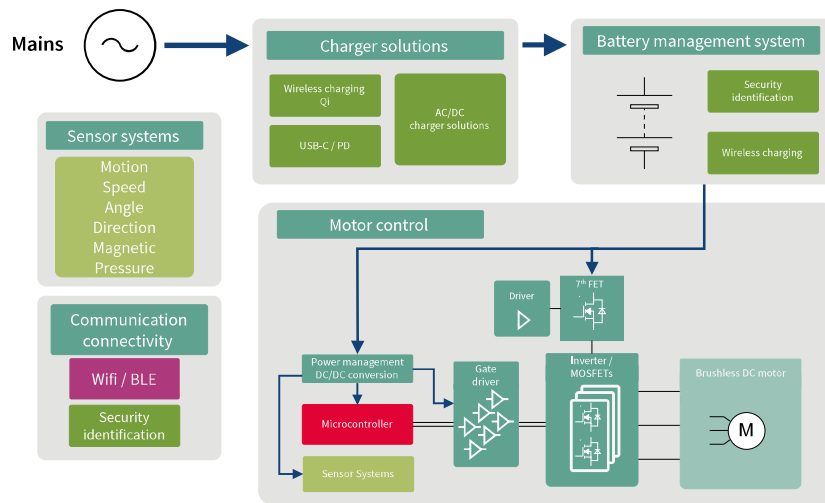 Mains
Charger solutions
Wireless charging
Qi
USB-C / PD
AC/DC
charger solutions
Battery management system
Security
identification
Wireless charging
Sensor systems
Motion
Speed
Angle
Direction
Magnetic
Pressure
Communication
connectivity
Wifi / BLE
Security
identification
Motor control
Driver
7th FET
Power management
DC/DC conversion
Microcontroller
Sensor Systems
Gate
driver
Inverter /
MOSFETs
Brushless DC motor
M